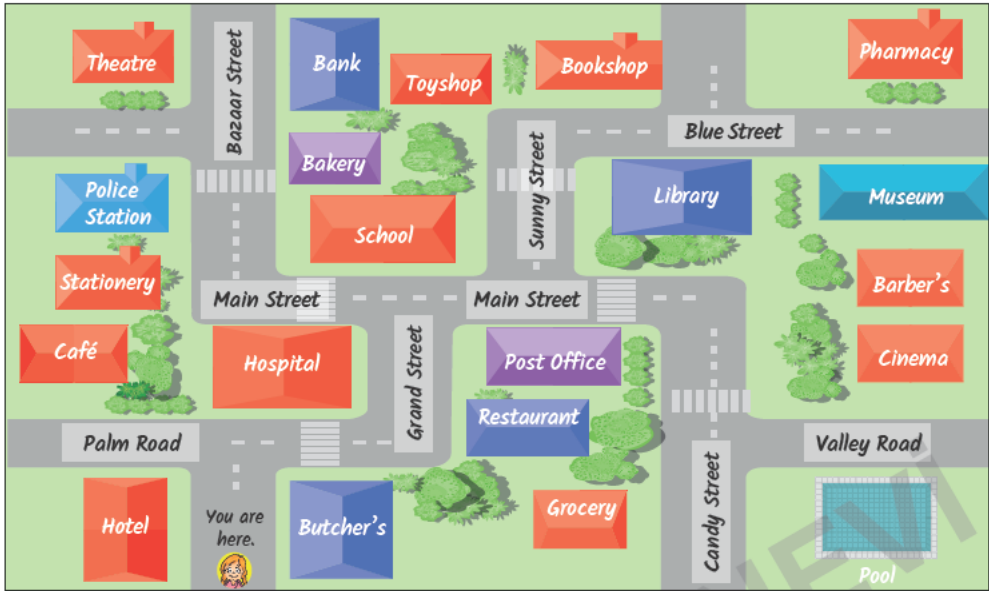 Theatre
Bazaar Street
Bank
Toyshop
Bookshop
Pharmacy
Blue Street
Bakery
Police
Station
School
Sunny Street
Library
Museum
Stationery
Main Street
Main Street
Barber's
Café
Hospital
Grand Street
Post Office
Cinema
Restaurant
Palm Road
Valley Road
Hotel
You are
here.
Butcher's
Grocery
Candy Street
Pool